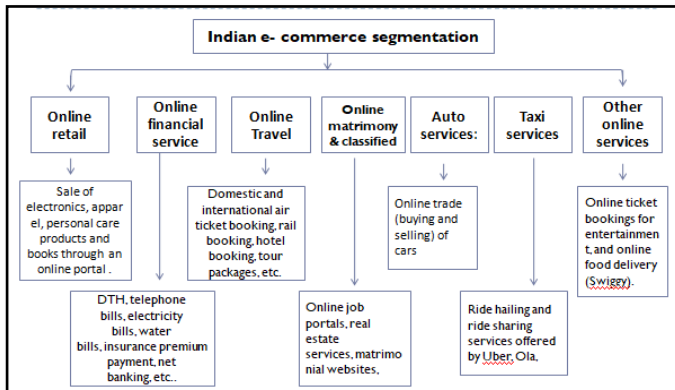 Indian e- commerce segmentation
Online
retail
Online
financial
service
Online
Travel
Online
matrimony
& classified
Auto
services:
Taxi
services
Other
online
services
Sale of
electronics, appar
el, personal care
products and
books through an
online portal .
Domestic and
international air
ticket booking, rail
booking, hotel
booking, tour
packages, etc.
Online trade
(buying and
selling) of
cars
Online ticket
bookings for
entertainmen
t, and online
food delivery
(Swiggy).
DTH, telephone
bills, electricity
bills, water
bills, insurance premium
payment, net
banking, etc..
Online job
portals, real
estate
services, matrimo
nial websites,
Ride hailing and
ride sharing
services offered
by Uber, Ola,